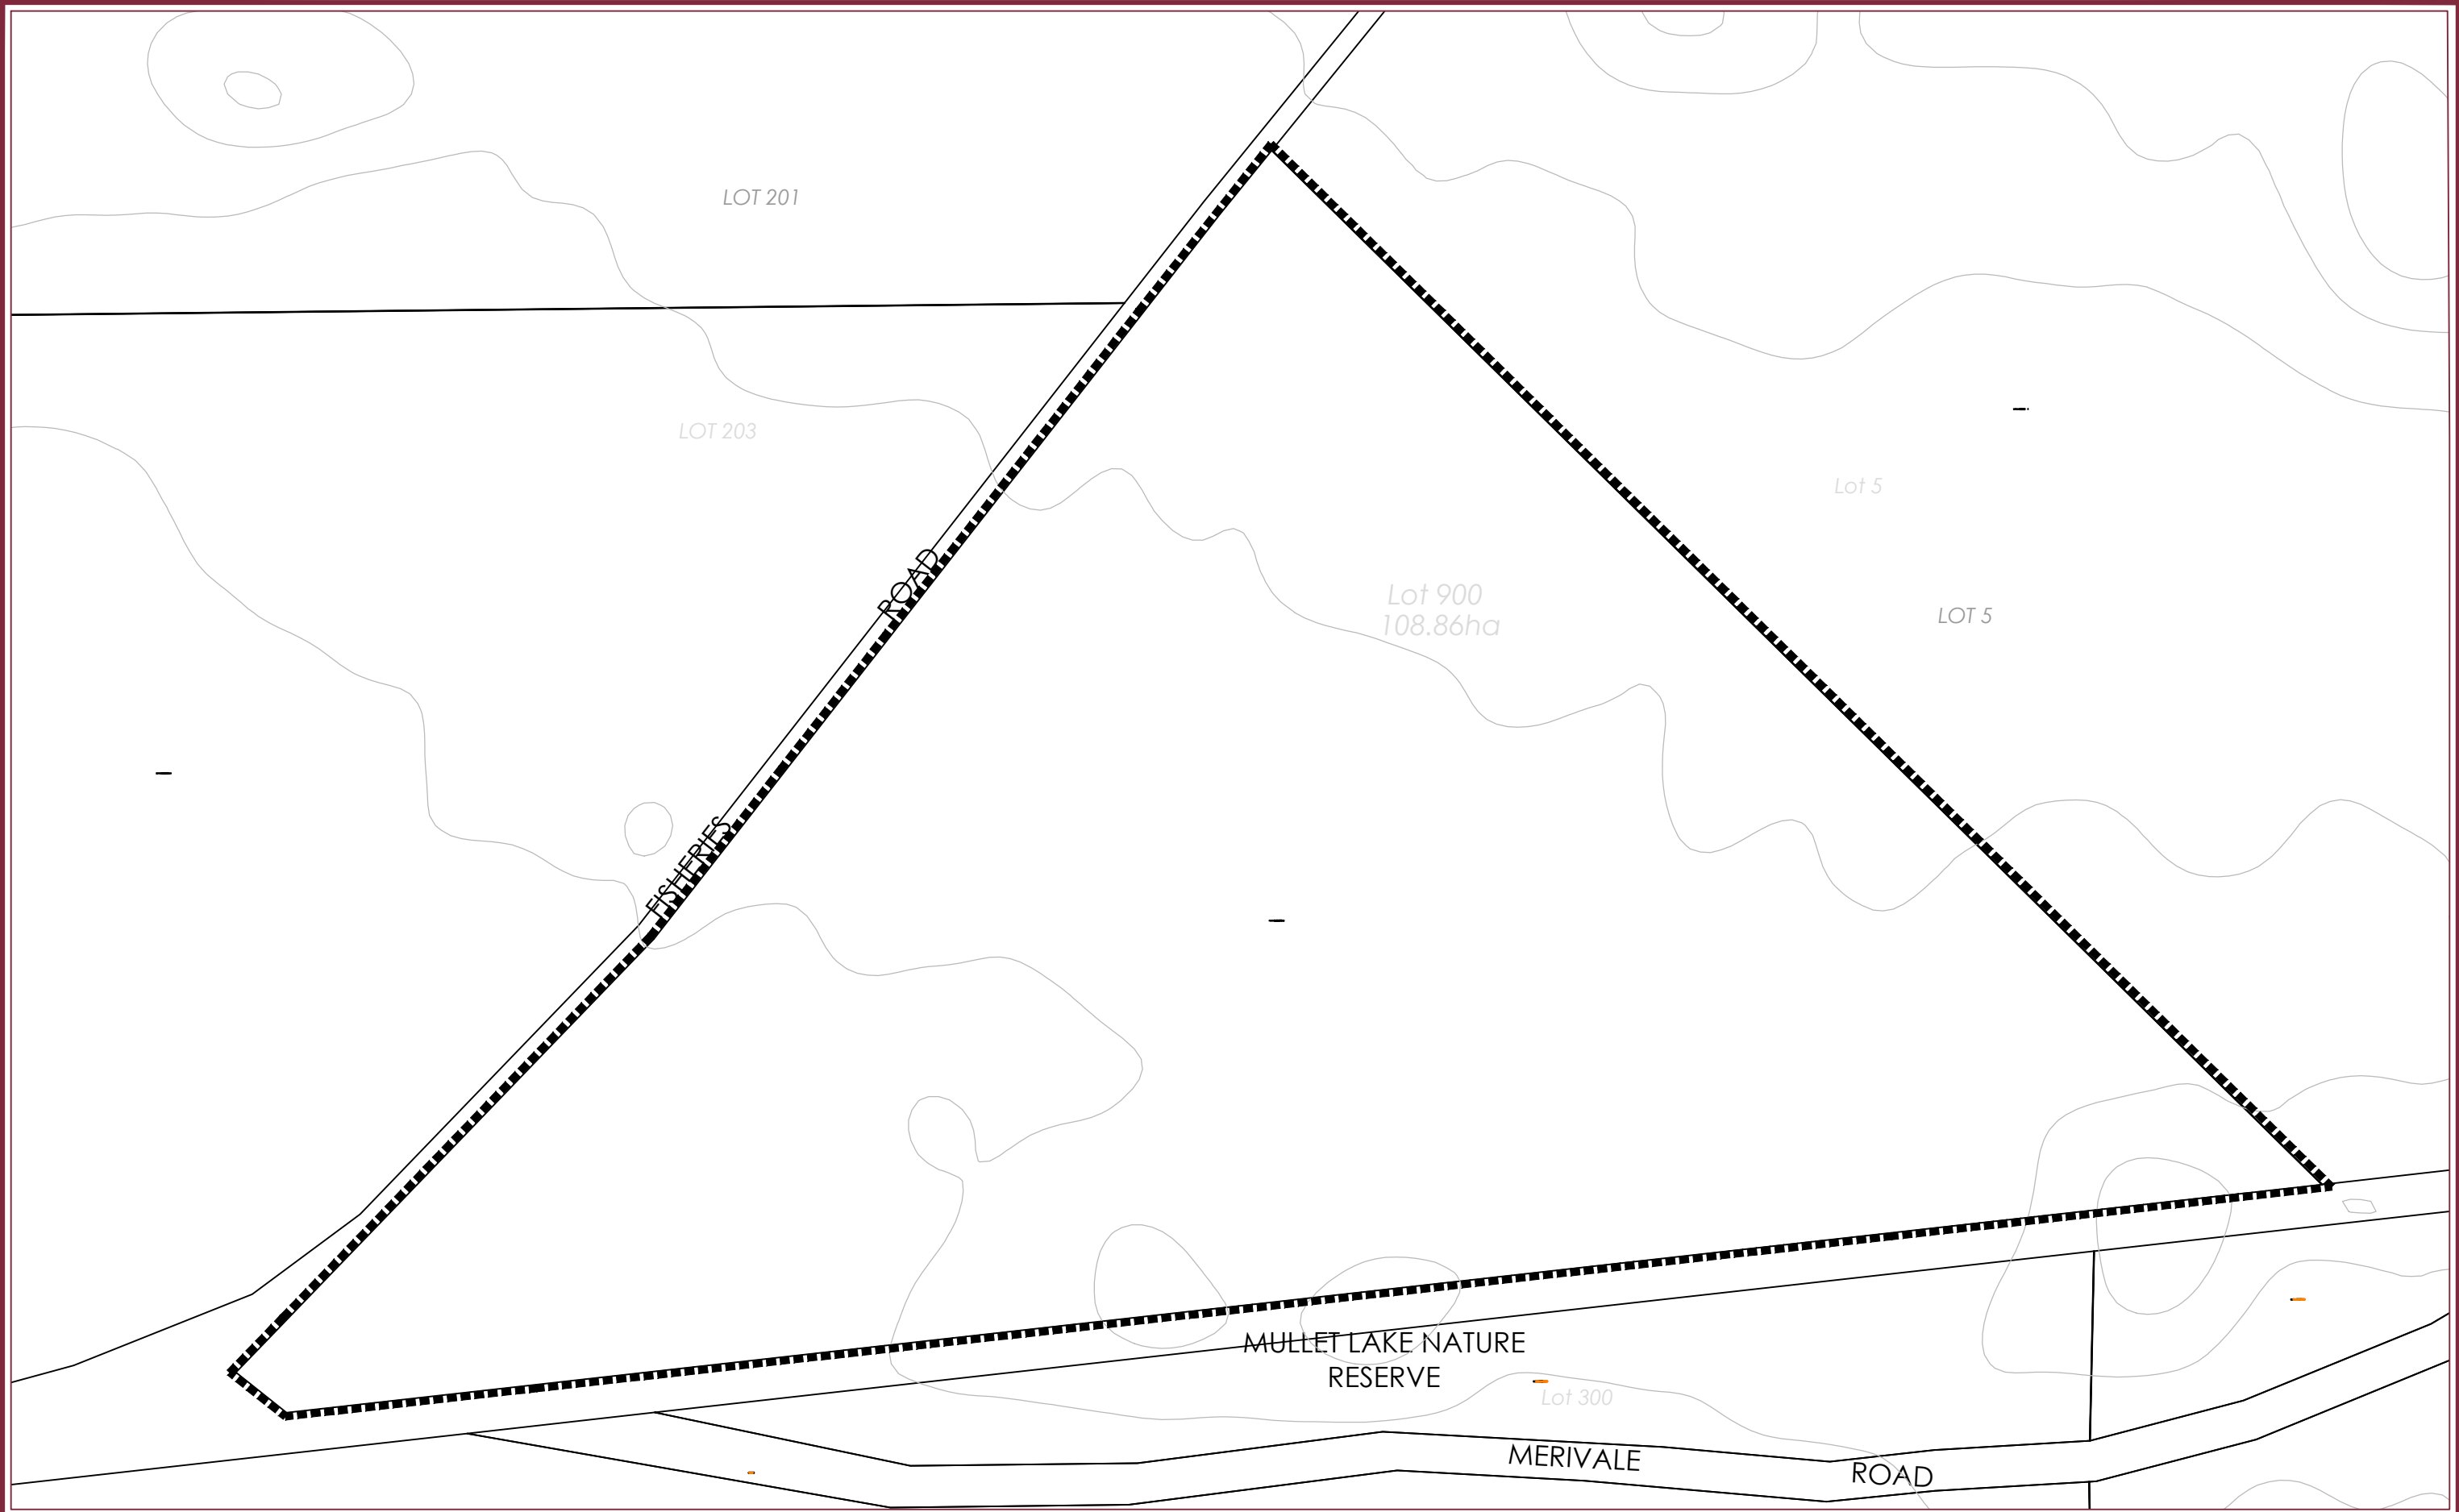 LOT 201
LOT 203
Lot 5
ROAD
Lot 900
108.86ha
LOT 5
FISHERIES
MULLET LAKE NATURE
RESERVE
Lot 300
MERIVALE
ROAD